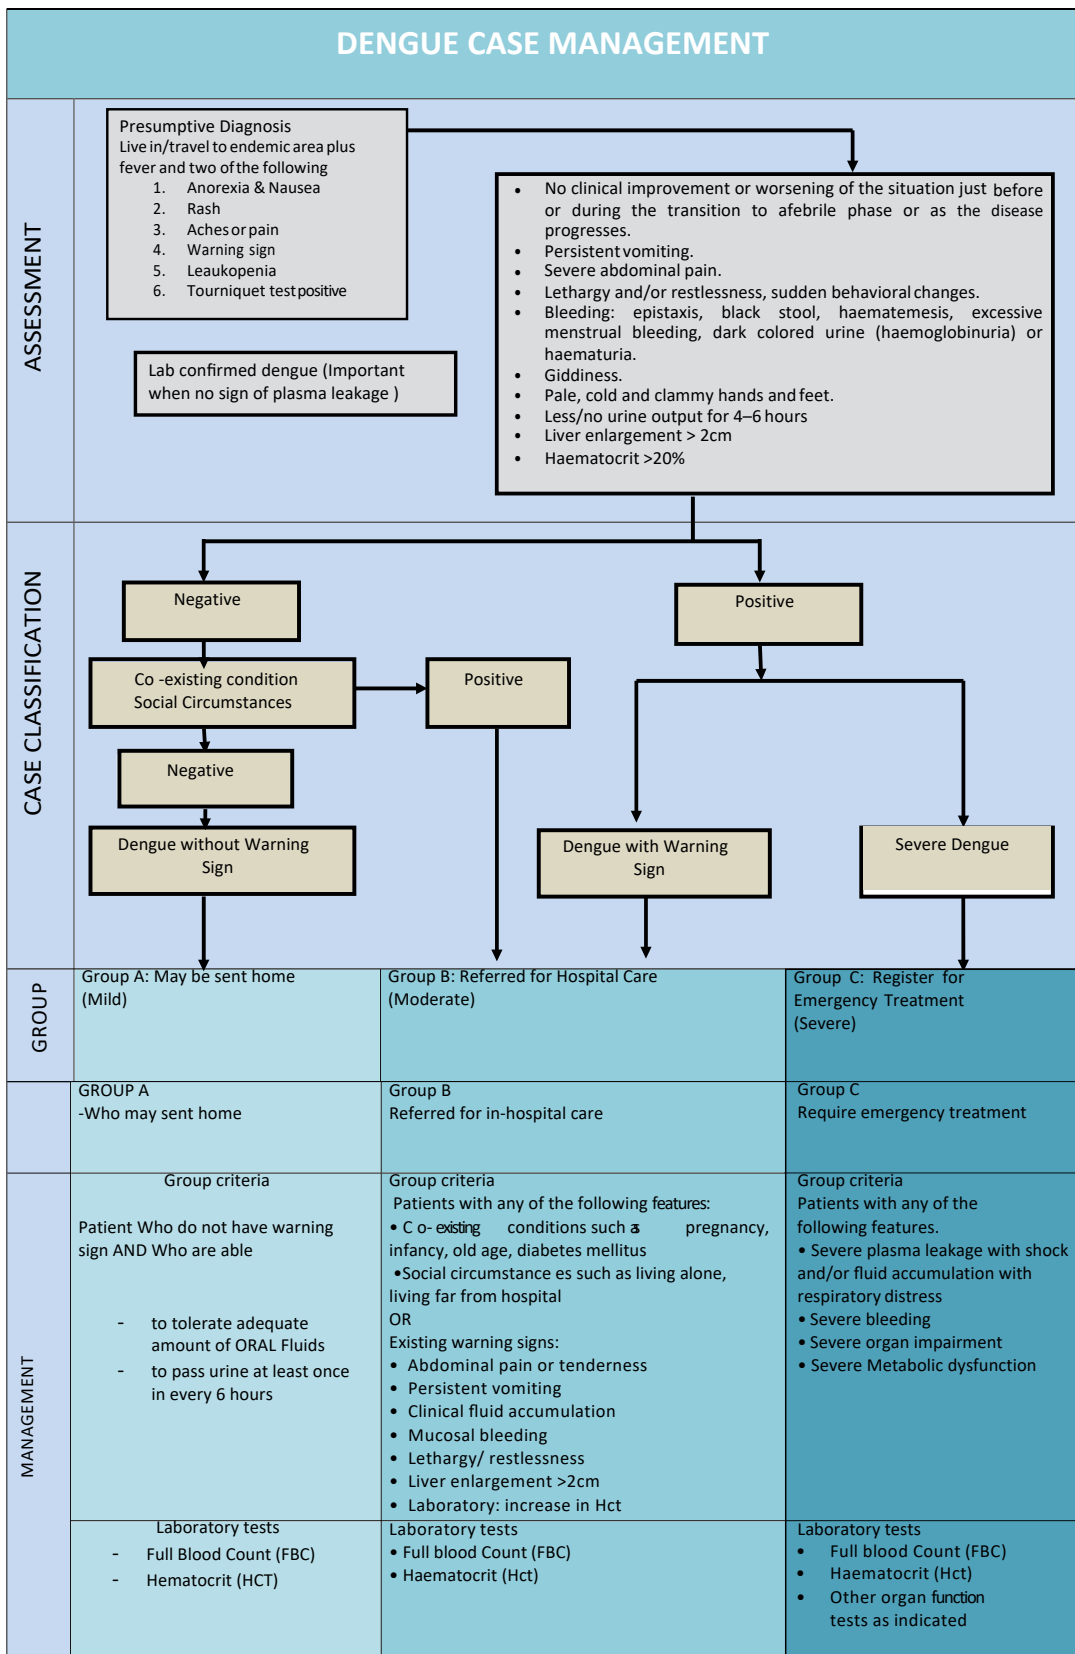 DENGUE CASE MANAGEMENT
ASSESSMENT
Presumptive Diagnosis
Live in/travel to endemic area plus
fever and two of the following
1. Anorexia & Nausea
2. Rash
3. Aches or pain
4. Warning sign
5. Leaukopenia
6. Tourniquet test positive
Lab confirmed dengue (Important
when no sign of plasma leakage )
• No clinical improvement or worsening of the situation just before
or during the transition to afebrile phase or as the disease
progresses.
• Persistent vomiting.
• Severe abdominal pain.
• Lethargy and/or restlessness, sudden behavioral changes.
• Bleeding: epistaxis, black stool, haematemesis, excessive
menstrual bleeding, dark colored urine (haemoglobinuria) or
haematuria.
• Giddiness.
• Pale, cold and clammy hands and feet.
• Less/no urine output for 4–6 hours
• Liver enlargement > 2cm
• Haematocrit >20%
CASE CLASSIFICATION
Negative
Positive
Co -existing condition
Social Circumstances
Positive
Negative
Dengue without Warning
Sign
Dengue with Warning
Sign
Severe Dengue
GROUP
Group A: May be sent home
(Mild)
Group B: Referred for Hospital Care
(Moderate)
Group C: Register for
Emergency Treatment
(Severe)
GROUP A
-Who may sent home
Group B
Referred for in-hospital care
Group C
Require emergency treatment
MANAGEMENT
Group criteria
Patient Who do not have warning
sign AND Who are able
- to tolerate adequate
amount of ORAL Fluids
- to pass urine at least once
in every 6 hours
Group criteria
Patients with any of the following features:
• C o- existing conditions such as pregnancy,
infancy, old age, diabetes mellitus
•Social circumstance es such as living alone,
living far from hospital
OR
Existing warning signs:
• Abdominal pain or tenderness
• Persistent vomiting
• Clinical fluid accumulation
• Mucosal bleeding
• Lethargy/ restlessness
• Liver enlargement >2cm
• Laboratory: increase in Hct
Group criteria
Patients with any of the
following features.
• Severe plasma leakage with shock
and/or fluid accumulation with
respiratory distress
• Severe bleeding
• Severe organ impairment
• Severe Metabolic dysfunction
Laboratory tests
- Full Blood Count (FBC)
- Hematocrit (HCT)
Laboratory tests
• Full blood Count (FBC)
• Haematocrit (Hct)
Laboratory tests
• Full blood Count (FBC)
• Haematocrit (Hct)
• Other organ function
tests as indicated